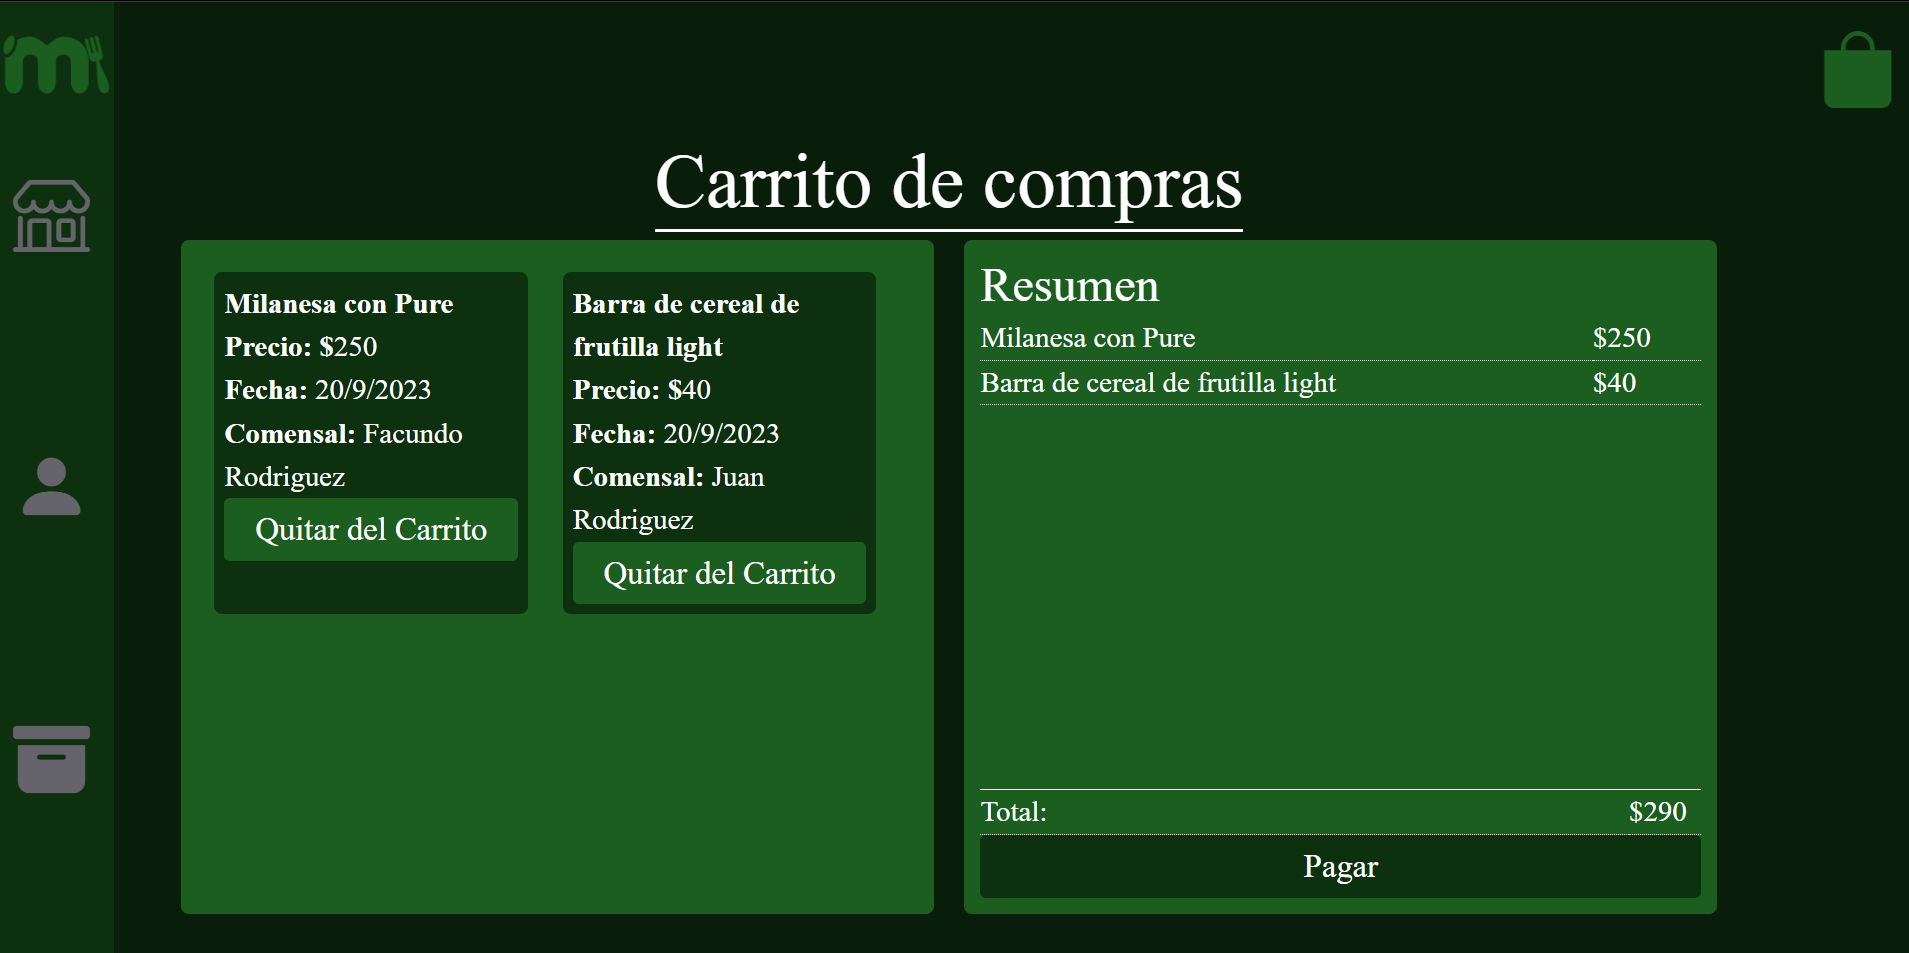 m
Carrito de compras
Milanesa con Pure
Precio: $250
Fecha: 20/9/2023
Comensal: Facundo
Rodriguez
Quitar del Carrito
Barra de cereal de
frutilla light
Precio: $40
Fecha: 20/9/2023
Comensal: Juan
Rodriguez
Quitar del Carrito
Resumen
Milanesa con Pure $250
Barra de cereal de frutilla light $40
Total: $290
Pagar